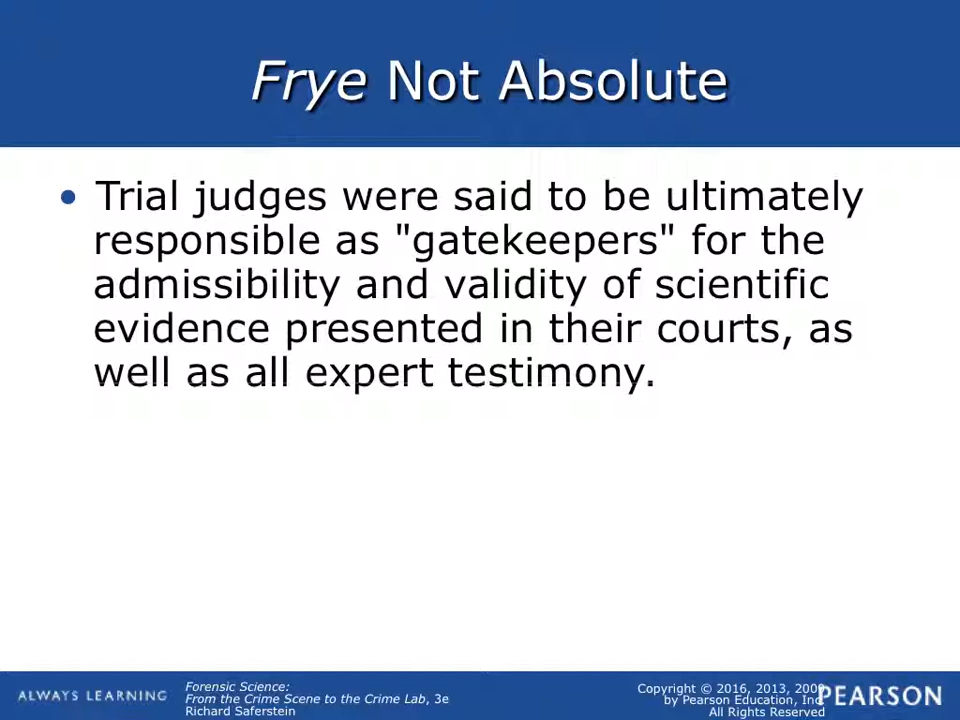 Frye Not Absolute
• Trial judges were said to be ultimately
responsible as "gatekeepers" for the
admissibility and validity of scientific
evidence presented in their courts, as
well as all expert testimony.
ALWAYS LEARNING
Forensic Science:
From the Crime Scene to the Crime Lab, 3e
Richard Saferstein
Copyright © 2016, 2013, 2009
by Pearson Education, Inc.
All Rights Reserved
PEARSON